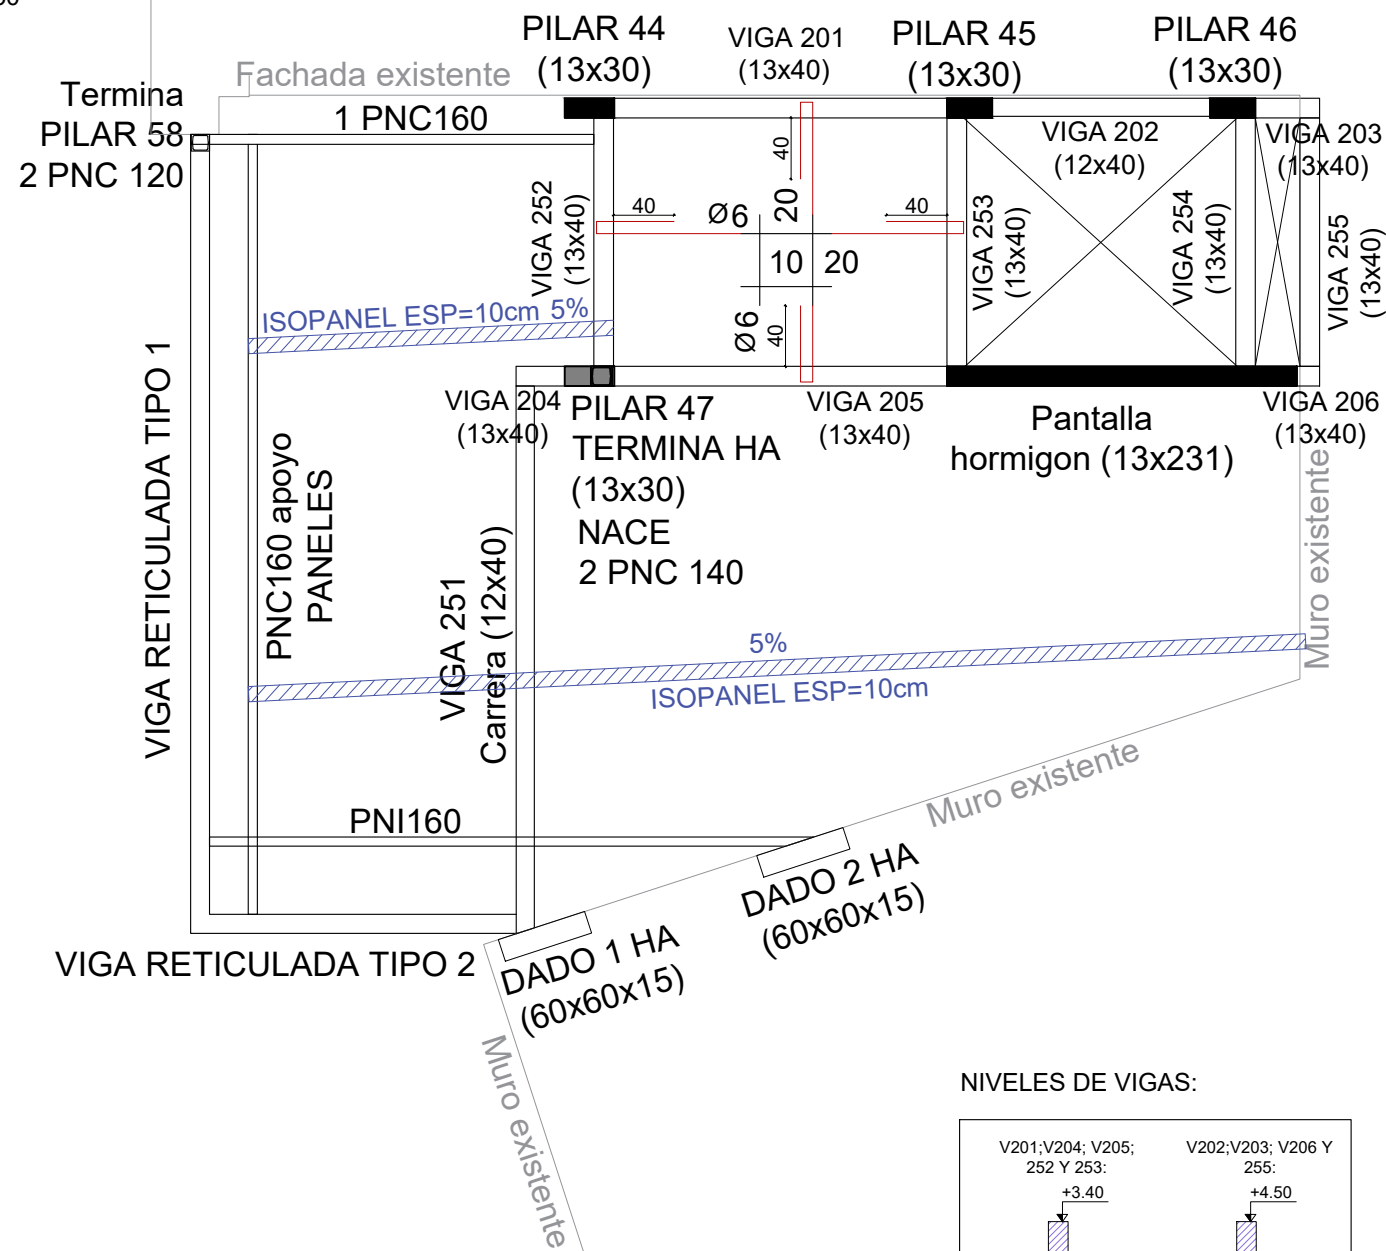 PILAR 44
(13x30)
VIGA 201
(13x40)
PILAR 45
(13x30)
PILAR 46
(13x30)
Fachada existente
Termina
PILAR 58
2 PNC 120
1 PNC160
VIGA 202
(12x40)
VIGA 203
(13x40)
VIGA 252
(13x40)
40
40
40
40
Ø6
20
10
20
Ø6
VIGA 253
(13x40)
VIGA 254
(13x40)
VIGA 255
(13x40)
ISOPANEL ESP=10cm 5%
VIGA RETICULADA TIPO 1
PNC160 apoyo
PANELES
VIGA 204
(13x40)
PILAR 47
TERMINA HA
(13x30)
NACE
2 PNC 140
VIGA 205
(13x40)
Pantalla
hormigon (13x231)
VIGA 206
(13x40)
Muro existente
VIGA 251
Carrera (12x40)
5%
ISOPANEL ESP=10cm
Muro existente
PNI160
DADO 2 HA
(60x60x15)
DADO 1 HA
(60x60x15)
VIGA RETICULADA TIPO 2
Muro existente
NIVELES DE VIGAS:
V201;V204; V205;
252 Y 253:
+3.40
V202;V203; V206 Y
255:
+4.50